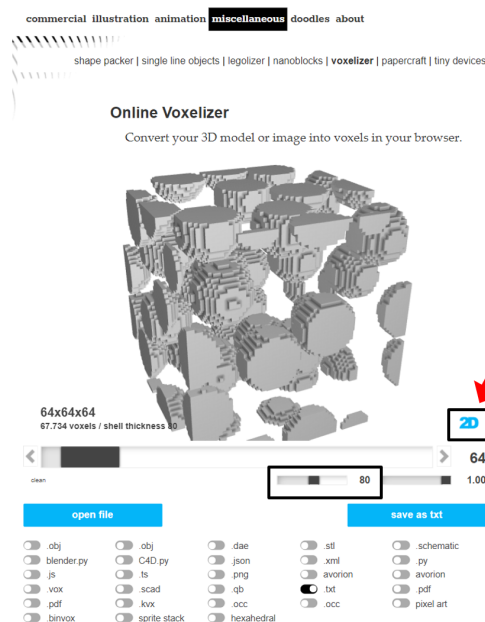 commercial illustration animation miscellaneous doodles about
shape packer | single line objects | legolizer | nanoblocks | voxelizer | papercraft | tiny devices
Online Voxelizer
Convert your 3D model or image into voxels in your browser.
64x64x64
67.734 voxels / shell thickness 80
2D
64
clean
80
1.00
open file
save as txt
.obj .obj .dae .stl .schematic
blender.py C4D.py .json .xml .py
.js .ts .png avorion avorion
.vox .scad .qb .txt .pdf
.pdf .kvx .occ .occ pixel art
.binvox sprite stack hexahedral